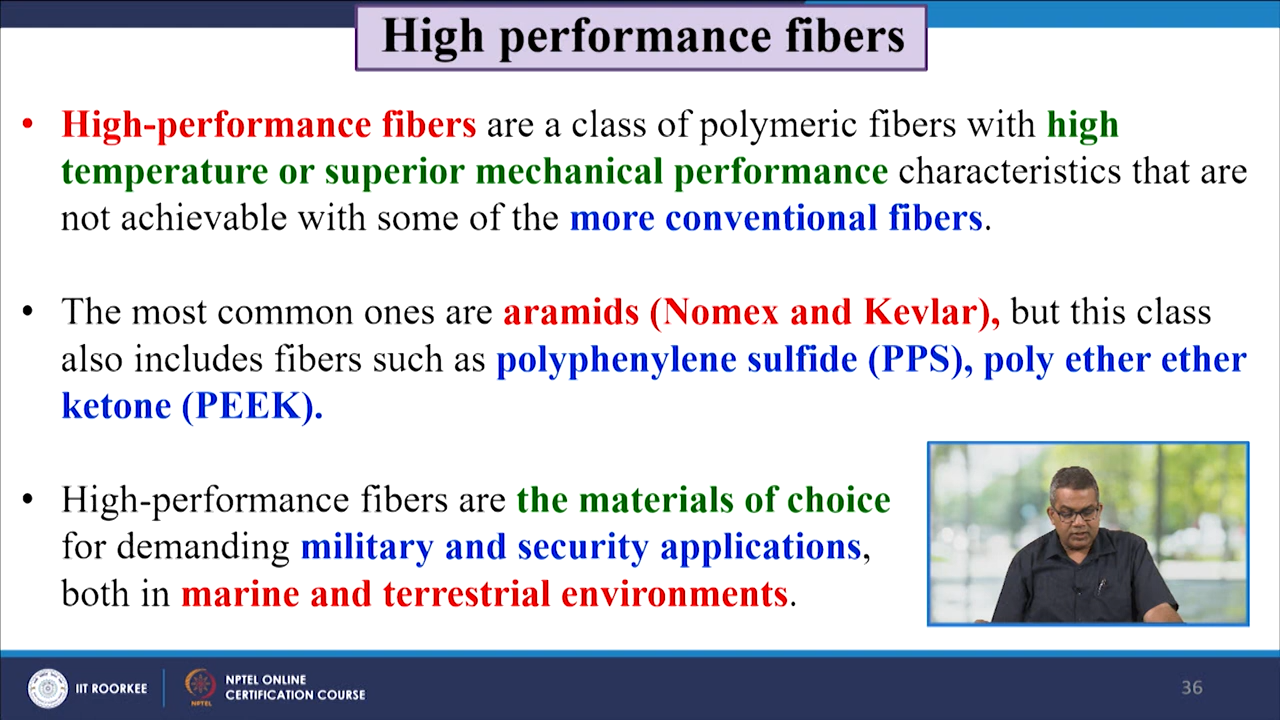 High performance fibers
• High-performance fibers are a class of polymeric fibers with high
temperature or superior mechanical performance characteristics that are
not achievable with some of the more conventional fibers.
• The most common ones are aramids (Nomex and Kevlar), but this class
also includes fibers such as polyphenylene sulfide (PPS), poly ether ether
ketone (PEEK).
• High-performance fibers are the materials of choice
for demanding military and security applications,
both in marine and terrestrial environments.
IIT ROORKEE
NPTEL
NPTEL ONLINE
CERTIFICATION COURSE
36